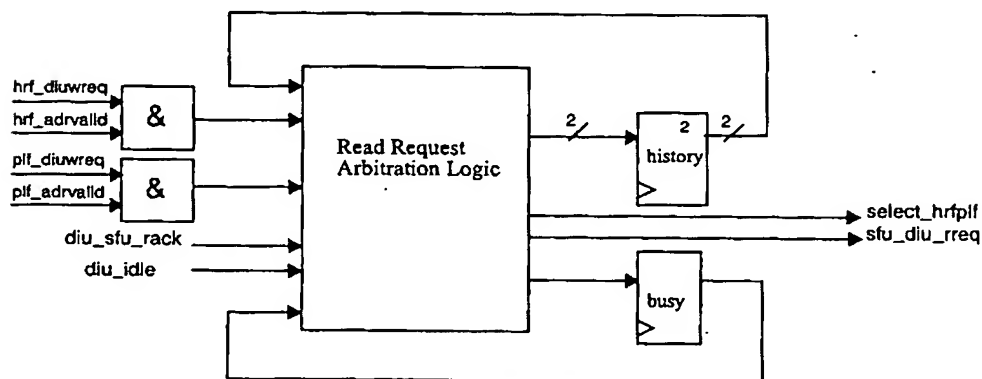 hrf_diuwreq
hrf_adrvalid
&
plf_diuwreq
plf_adrvalid
&
diu_sfu_rack
diu_idle
Read Request
Arbitration Logic
2
2
2
history
select_hrfplf
sfu_diu_rreq
busy